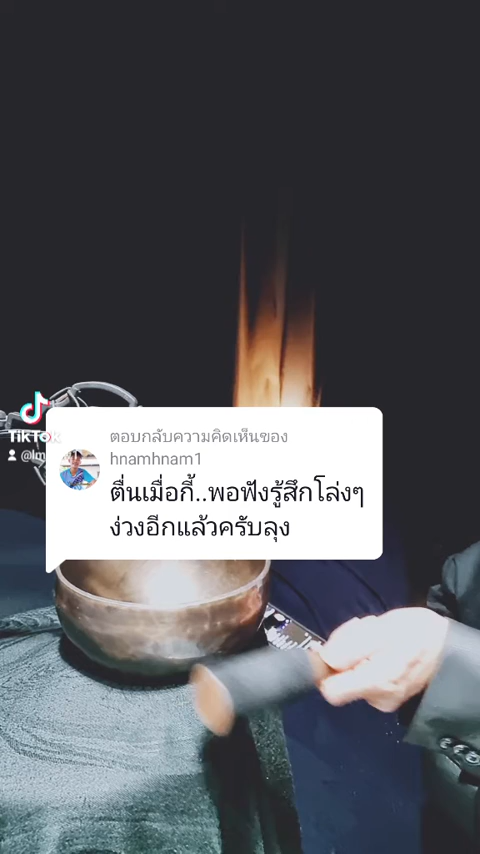 TikTok
ตอบกลับความคิดเห็นของ
hnamhnam1
ตื่นเมื่อกี้..พอฟังรู้สึกโล่งๆ
ง่วงอีกแล้วครับลุง